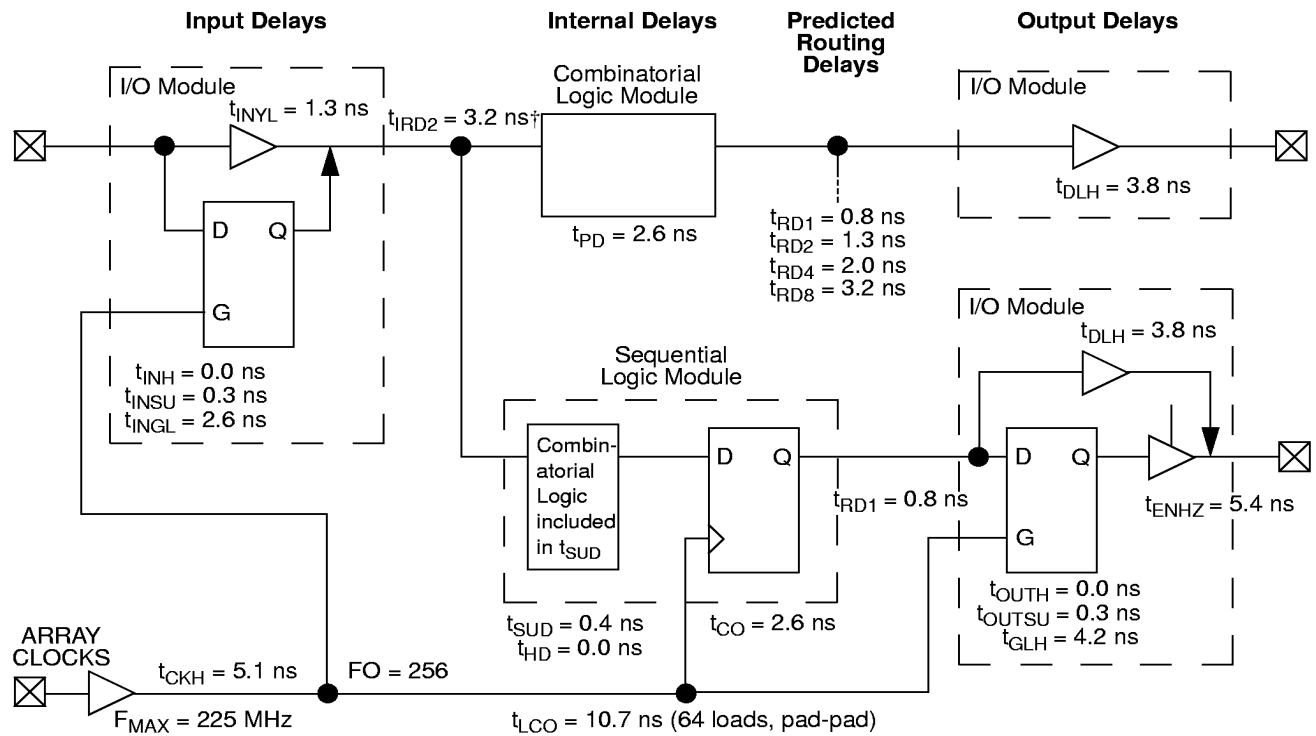 Input Delays
Internal Delays
Predicted
Routing
Delays
Output Delays
I/O Module
tINYL = 1.3 ns
tIRD2 = 3.2 ns†
Combinatorial
Logic Module
I/O Module
tDLH = 3.8 ns
D Q
G
tPD = 2.6 ns
tRD1 = 0.8 ns
tRD2 = 1.3 ns
tRD4 = 2.0 ns
tRD8 = 3.2 ns
tINH = 0.0 ns
tINSU = 0.3 ns
tINGL = 2.6 ns
Sequential
Logic Module
Combin-
atorial
Logic
included
in tSUD
D Q
tRD1 = 0.8 ns
I/O Module
tDLH = 3.8 ns
D Q
G
tENHZ = 5.4 ns
tOUTH = 0.0 ns
tOUTSU = 0.3 ns
tGLH = 4.2 ns
tSUD = 0.4 ns
tHD = 0.0 ns
tCO = 2.6 ns
ARRAY
CLOCKS
tCKH = 5.1 ns
FO = 256
FMAX = 225 MHz
tLCO = 10.7 ns (64 loads, pad-pad)